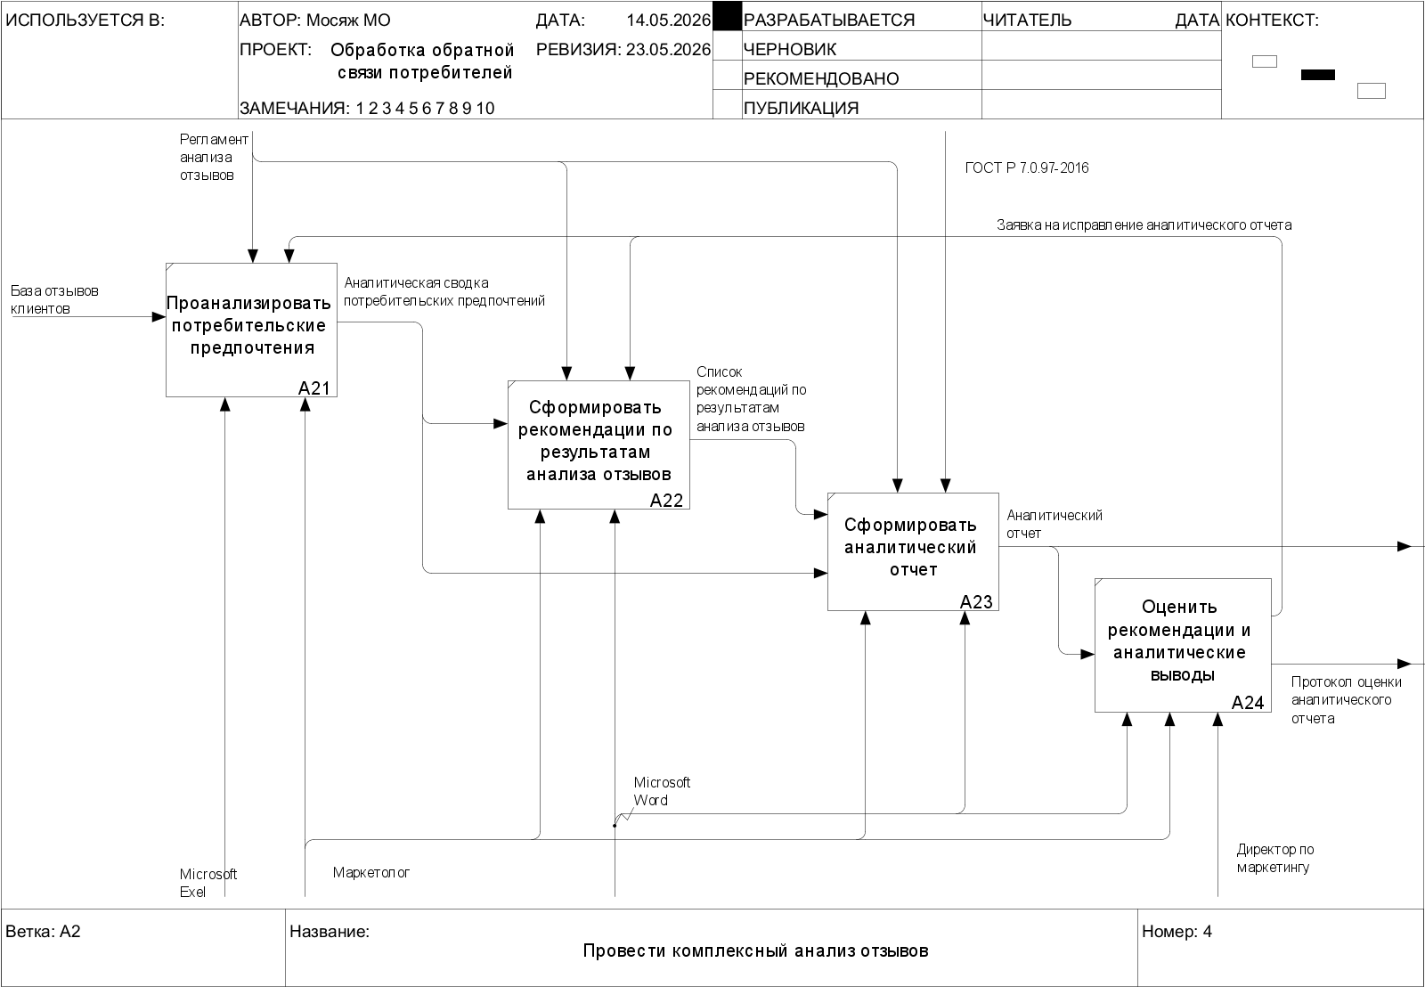 ИСПОЛЬЗУЕТСЯ В:
АВТОР: Мосяж МО
ДАТА: 14.05.2026
ПРОЕКТ: Обработка обратной
связи потребителей
РЕВИЗИЯ: 23.05.2026
ЗАМЕЧАНИЯ: 1 2 3 4 5 6 7 8 9 10
РАЗРАБАТЫВАЕТСЯ
ЧЕРНОВИК
РЕКОМЕНДОВАНО
ПУБЛИКАЦИЯ
ЧИТАТЕЛЬ
ДАТА
КОНТЕКСТ:
Регламент
анализа
отзывов
ГОСТ Р 7.0.97-2016
Заявка на исправление аналитического отчета
База отзывов
клиентов
Проанализировать
потребительские
предпочтения
A21
Аналитическая сводка
потребительских предпочтений
Сформировать
рекомендации по
результатам
анализа отзывов
A22
Список
рекомендаций по
результатам
анализа отзывов
Сформировать
аналитический
отчет
A23
Аналитический
отчет
Оценить
рекомендации и
аналитические
выводы
A24
Протокол оценки
аналитического
отчета
Microsoft
Word
Microsoft
Exel
Маркетолог
Директор по
маркетингу
Ветка: A2
Название:
Провести комплексный анализ отзывов
Номер: 4